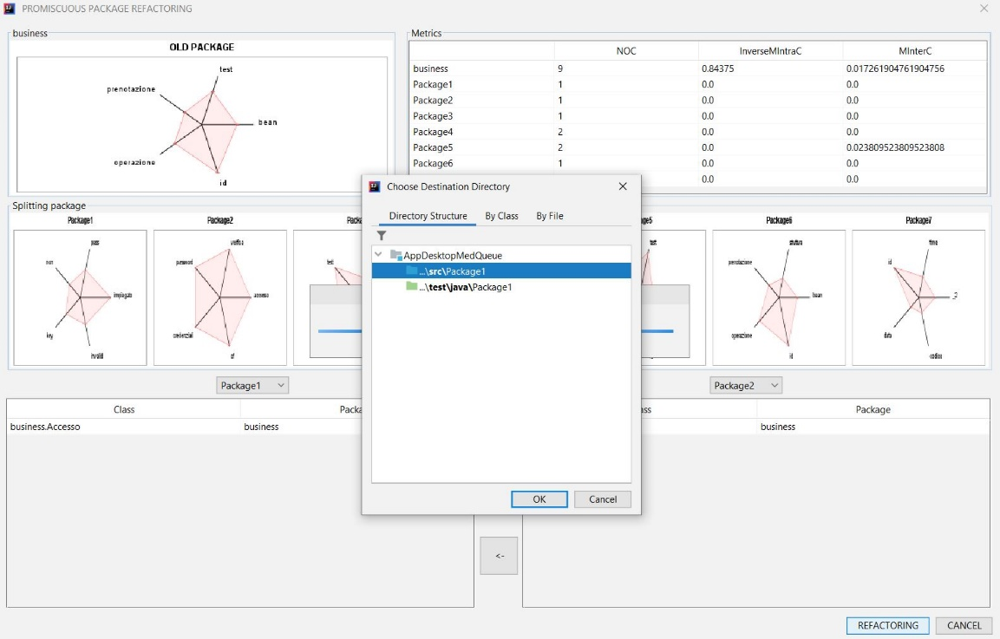 PROMISCUOUS PACKAGE REFACTORING
business
OLD PACKAGE
test
prenotazione
bean
operazione
id
Metrics
NOC InverseMIntraC MInterC
business 9 0.84375 0.017261904761904756
Package1 1 0.0 0.0
Package2 1 0.0 0.0
Package3 1 0.0 0.0
Package4 2 0.0 0.0
Package5 2 0.0 0.023809523809523808
Package6 1 0.0 0.0
0.0 0.0
Splitting package
Package1
pass
num
impiegato
key
invalid
Package2
verifica
password
accesso
credenziali
cf
Packa
test
ge5
test
Package6
struttura
prenotazione
bean
operazione
id
Package7
time
id
_2
data
codice
Choose Destination Directory
Directory Structure By Class By File
AppDesktopMedQueue
...\src\Package1
...\test\java\Package1
OK Cancel
Package1
Package2
Class Packa
business.Accesso business
ass Package
business
<-
REFACTORING CANCEL